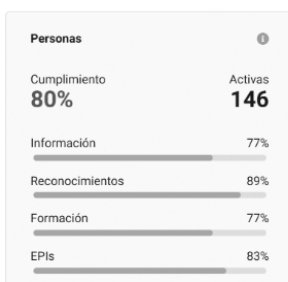 Personas
Cumplimiento Activas
80% 146
Información 77%
Reconocimientos 89%
Formación 77%
EPIs 83%